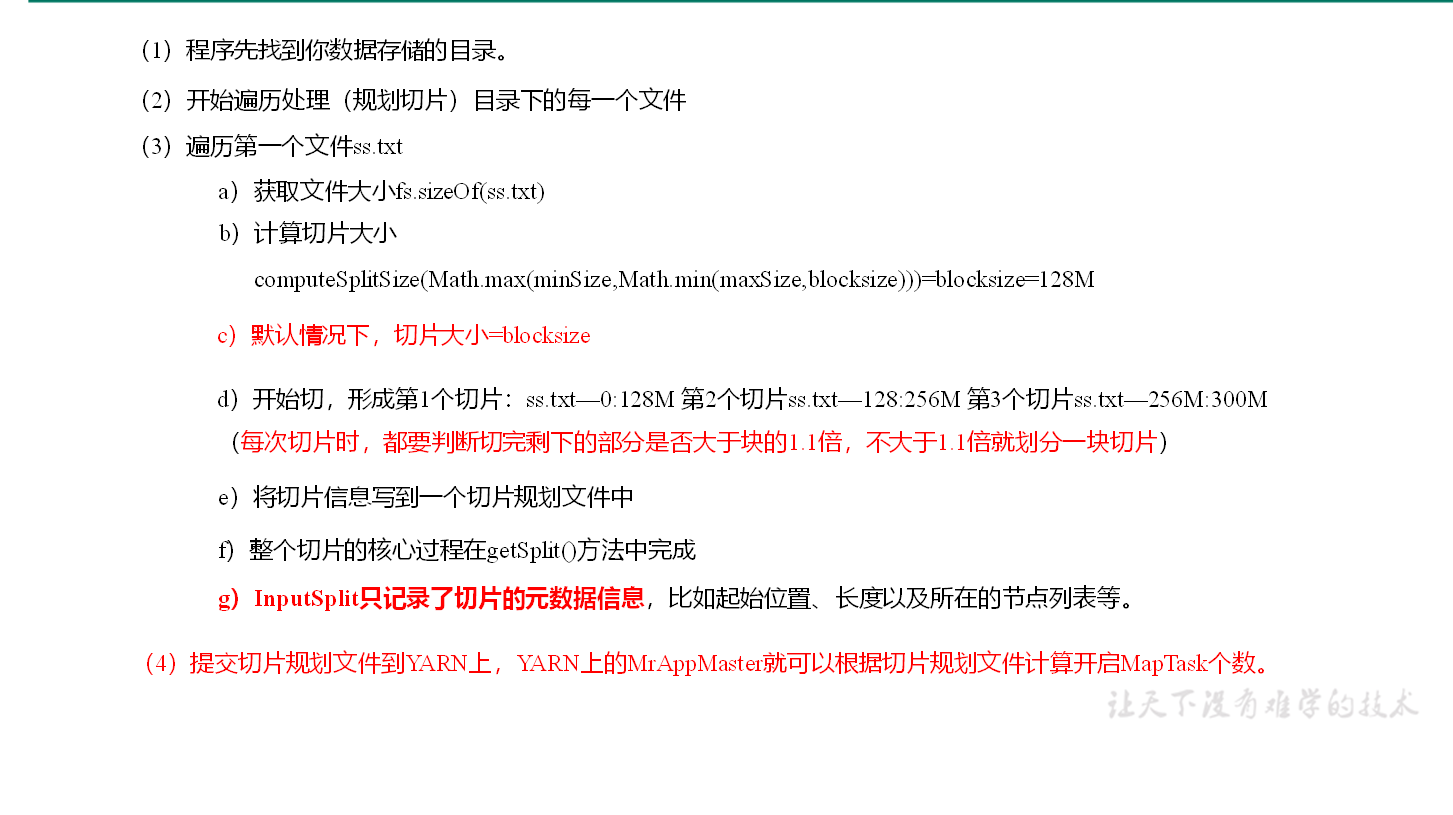 （1）程序先找到你数据存储的目录。
（2）开始遍历处理（规划切片）目录下的每一个文件
（3）遍历第一个文件ss.txt
a）获取文件大小fs.sizeOf(ss.txt)
b）计算切片大小
computeSplitSize(Math.max(minSize,Math.min(maxSize,blocksize)))=blocksize=128M
c）默认情况下，切片大小=blocksize
d）开始切，形成第1个切片：ss.txt—0:128M 第2个切片ss.txt—128:256M 第3个切片ss.txt—256M:300M
（每次切片时，都要判断切完剩下的部分是否大于块的1.1倍，不大于1.1倍就划分一块切片）
e）将切片信息写到一个切片规划文件中
f）整个切片的核心过程在getSplit()方法中完成
g）InputSplit只记录了切片的元数据信息，比如起始位置、长度以及所在的节点列表等。
（4）提交切片规划文件到YARN上，YARN上的MrAppMaster就可以根据切片规划文件计算开启MapTask个数。
让天下没有难学的技术